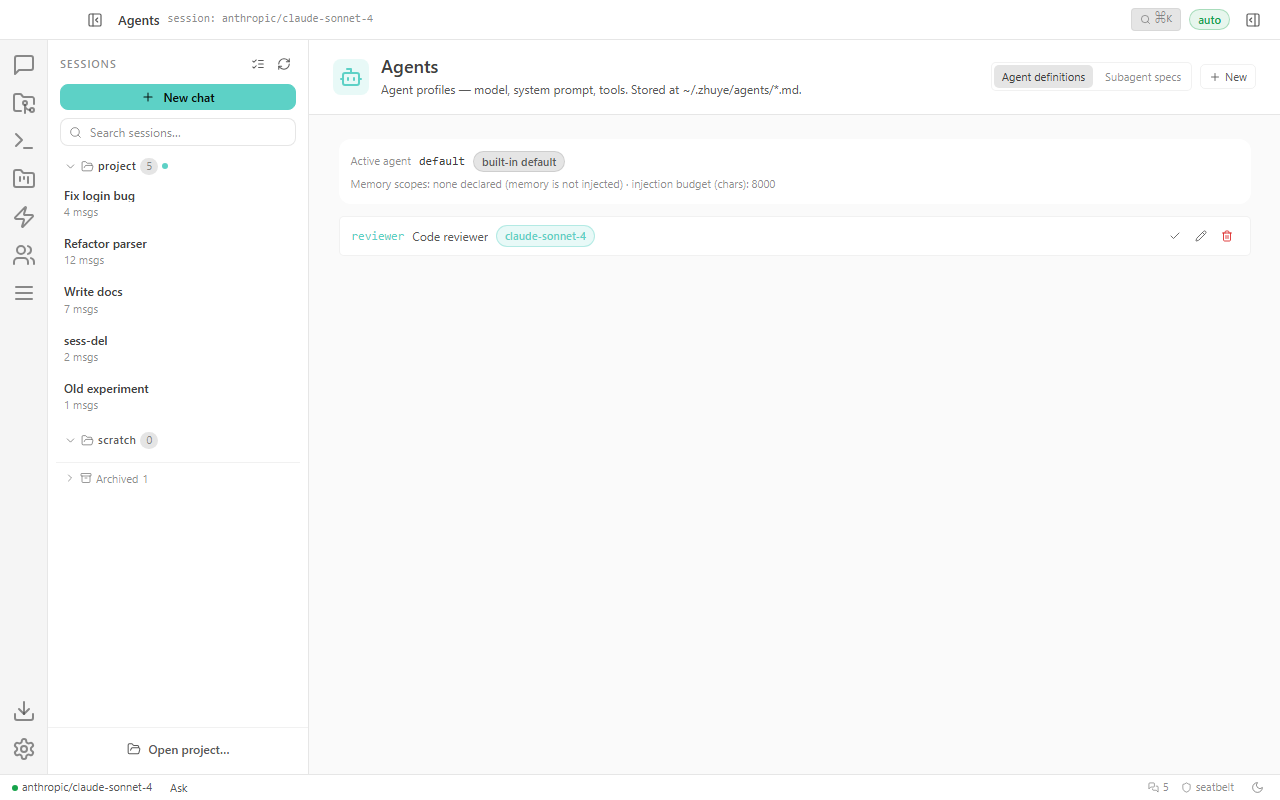 Agents session: anthropic/claude-sonnet-4
⌘K
auto
SESSIONS
+ New chat
Search sessions...
project 5
Fix login bug
4 msgs
Refactor parser
12 msgs
Write docs
7 msgs
sess-del
2 msgs
Old experiment
1 msgs
scratch 0
Archived 1
Open project...
Agents
Agent profiles — model, system prompt, tools. Stored at ~/.zhuye/agents/*.md.
Agent definitions
Subagent specs
+ New
Active agent default built-in default
Memory scopes: none declared (memory is not injected) · injection budget (chars): 8000
reviewer Code reviewer claude-sonnet-4
anthropic/claude-sonnet-4 Ask
5 seatbelt